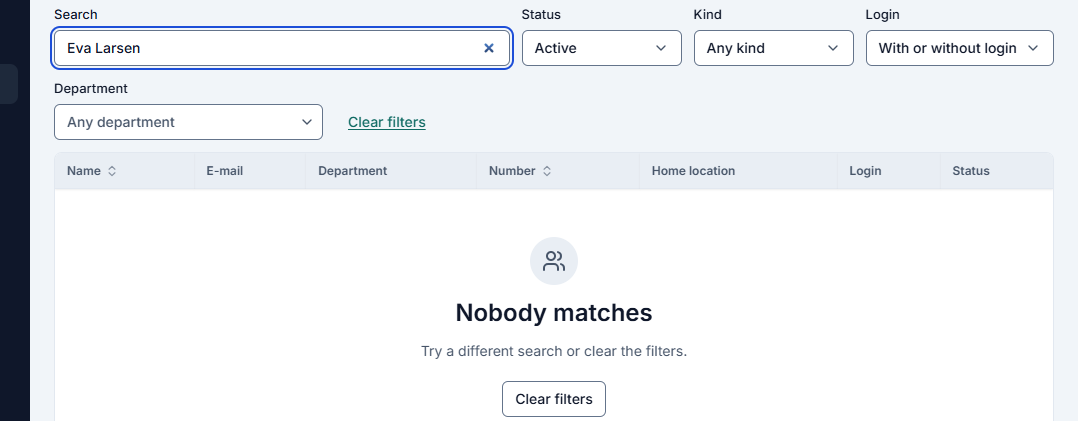 Search
Status
Kind
Login
Eva Larsen
Active
Any kind
With or without login
Department
Any department
Clear filters
Name
E-mail
Department
Number
Home location
Login
Status
Nobody matches
Try a different search or clear the filters.
Clear filters